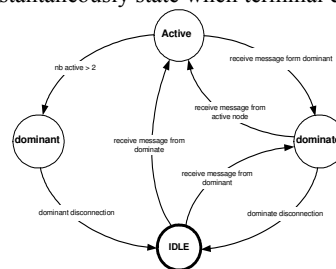 stantaneously state when terminal c
Active
nb active > 2
receive message form dominant
receive message from
active node
dominant
dominate
receive message from
dominate
receive message from
dominant
dominant disconnection
dominate disconnection
IDLE